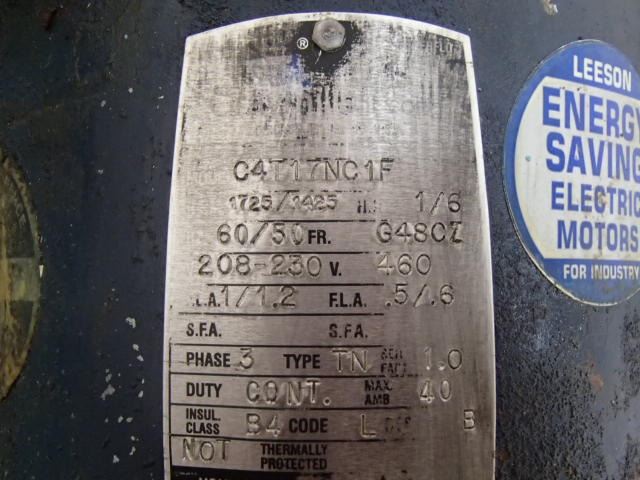 ®
C4T17NC1F
1725/1425 H. 1/6
60/50 FR. G48CZ
208-230 V. 460
.L.A. 1/1.2 F.L.A. .5/.6
S.F.A. S.F.A.
PHASE 3 TYPE TN 1.0
DUTY CONT. MAX. AMB 40
INSUL. CLASS B4 CODE L B
NOT THERMALLY PROTECTED
LEESON
ENERGY
SAVING
ELECTRIC
MOTORS
FOR INDUSTRY